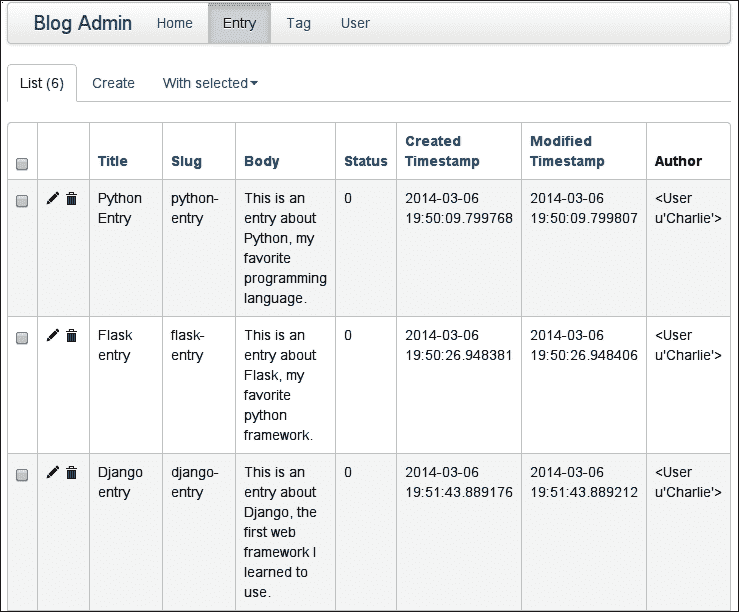 Blog Admin Home Entry Tag User
List (6) Create With selected
Created Modified
Title Slug Body Status Timestamp Timestamp Author
Python python- This is an 0 2014-03-06 2014-03-06 <User
Entry entry entry about 19:50:09.799768 19:50:09.799807 u'Charlie'>
Python, my
favorite
programming
language.
Flask flask- This is an 0 2014-03-06 2014-03-06 <User
entry entry entry about 19:50:26.948381 19:50:26.948406 u'Charlie'>
Flask, my
favorite
python
framework.
Django django- This is an 0 2014-03-06 2014-03-06 <User
entry entry entry about 19:51:43.889176 19:51:43.889212 u'Charlie'>
Django, the
first web
framework I
learned to
use.